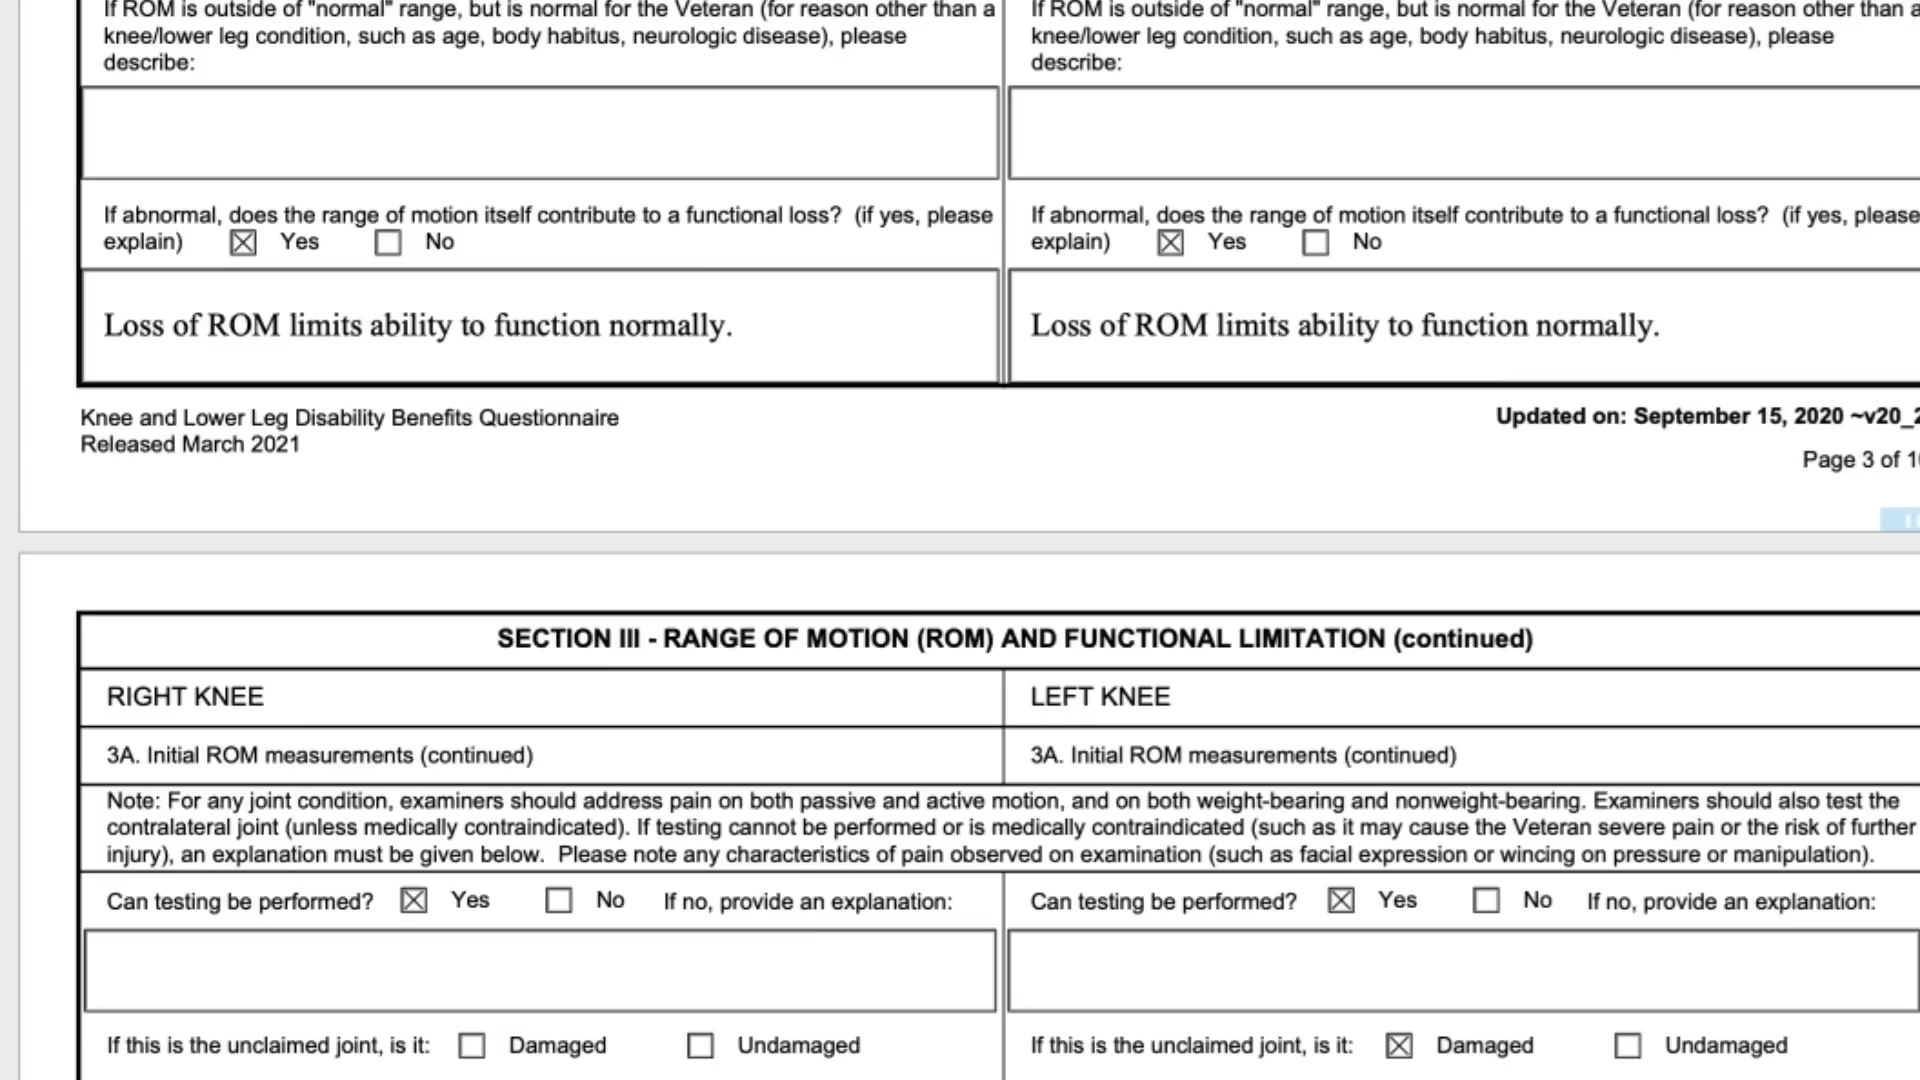 If ROM is outside of "normal" range, but is normal for the Veteran (for reason other than a
knee/lower leg condition, such as age, body habitus, neurologic disease), please
describe:
If ROM is outside of "normal" range, but is normal for the Veteran (for reason other than a
knee/lower leg condition, such as age, body habitus, neurologic disease), please
describe:
If abnormal, does the range of motion itself contribute to a functional loss? (if yes, please
explain) Yes No
If abnormal, does the range of motion itself contribute to a functional loss? (if yes, please
explain) Yes No
Loss of ROM limits ability to function normally.
Loss of ROM limits ability to function normally.
Knee and Lower Leg Disability Benefits Questionnaire
Released March 2021
Updated on: September 15, 2020 ~v20_2
Page 3 of
SECTION III - RANGE OF MOTION (ROM) AND FUNCTIONAL LIMITATION (continued)
RIGHT KNEE
LEFT KNEE
3A. Initial ROM measurements (continued)
3A. Initial ROM measurements (continued)
Note: For any joint condition, examiners should address pain on both passive and active motion, and on both weight-bearing and nonweight-bearing. Examiners should also test the
contralateral joint (unless medically contraindicated). If testing cannot be performed or is medically contraindicated (such as it may cause the Veteran severe pain or the risk of further
injury), an explanation must be given below. Please note any characteristics of pain observed on examination (such as facial expression or wincing on pressure or manipulation).
Can testing be performed? Yes No If no, provide an explanation:
Can testing be performed? Yes No If no, provide an explanation:
If this is the unclaimed joint, is it: Damaged Undamaged
If this is the unclaimed joint, is it: Damaged Undamaged